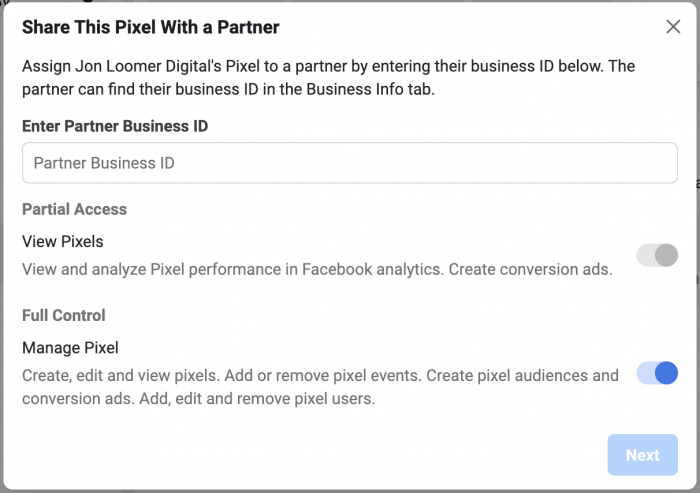 Share This Pixel With a Partner
Assign Jon Loomer Digital's Pixel to a partner by entering their business ID below. The
partner can find their business ID in the Business Info tab.
Enter Partner Business ID
Partner Business ID
Partial Access
View Pixels
View and analyze Pixel performance in Facebook analytics. Create conversion ads.
Full Control
Manage Pixel
Create, edit and view pixels. Add or remove pixel events. Create pixel audiences and
conversion ads. Add, edit and remove pixel users.
Next